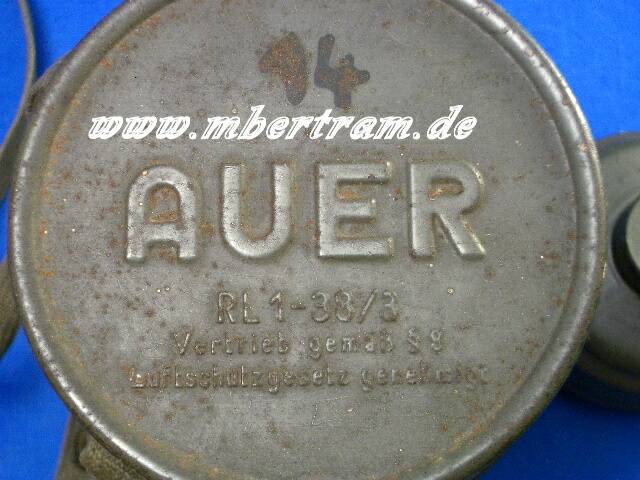 14
www.mbertram.de
AUER
RL 1-38/3
Vertrieb gemäß § 8
Luftschutzgesetz genehmigt